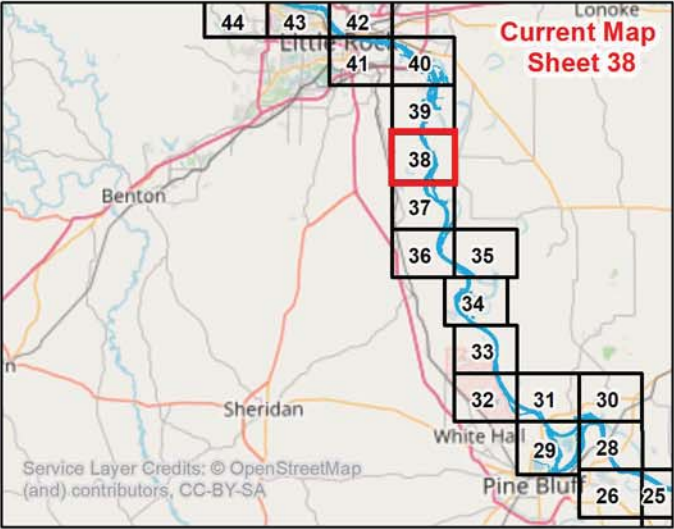 44
43
42
Lonoke
Little Rock
Current Map
Sheet 38
41
40
39
38
Benton
37
36
35
34
33
n
32
31
30
Sheridan
White Hall
29
28
Service Layer Credits: © OpenStreetMap
(and) contributors, CC-BY-SA
Pine Bluff
26
25